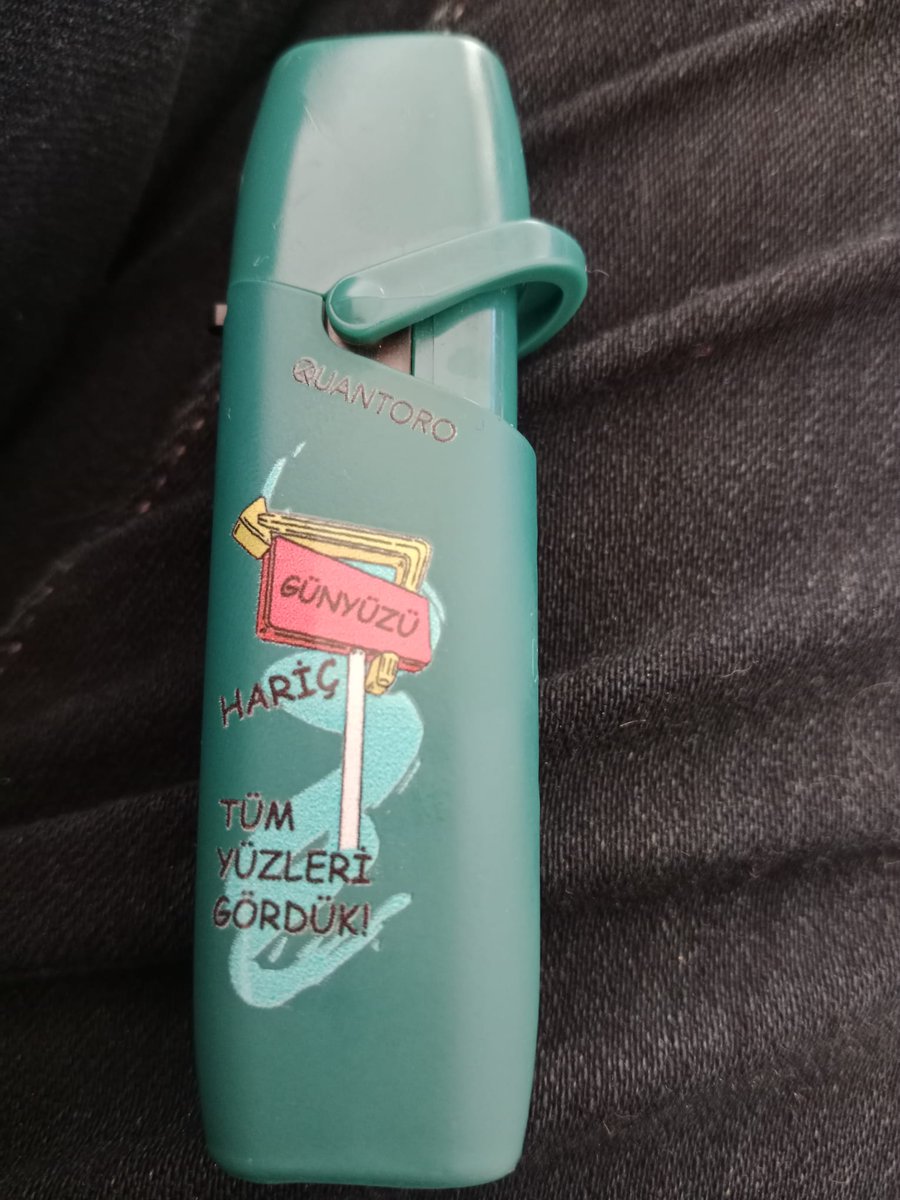 QUANTORO
GÜNYÜZÜ
HARİÇ
TÜM
YÜZLERİ
GÖRDÜK!